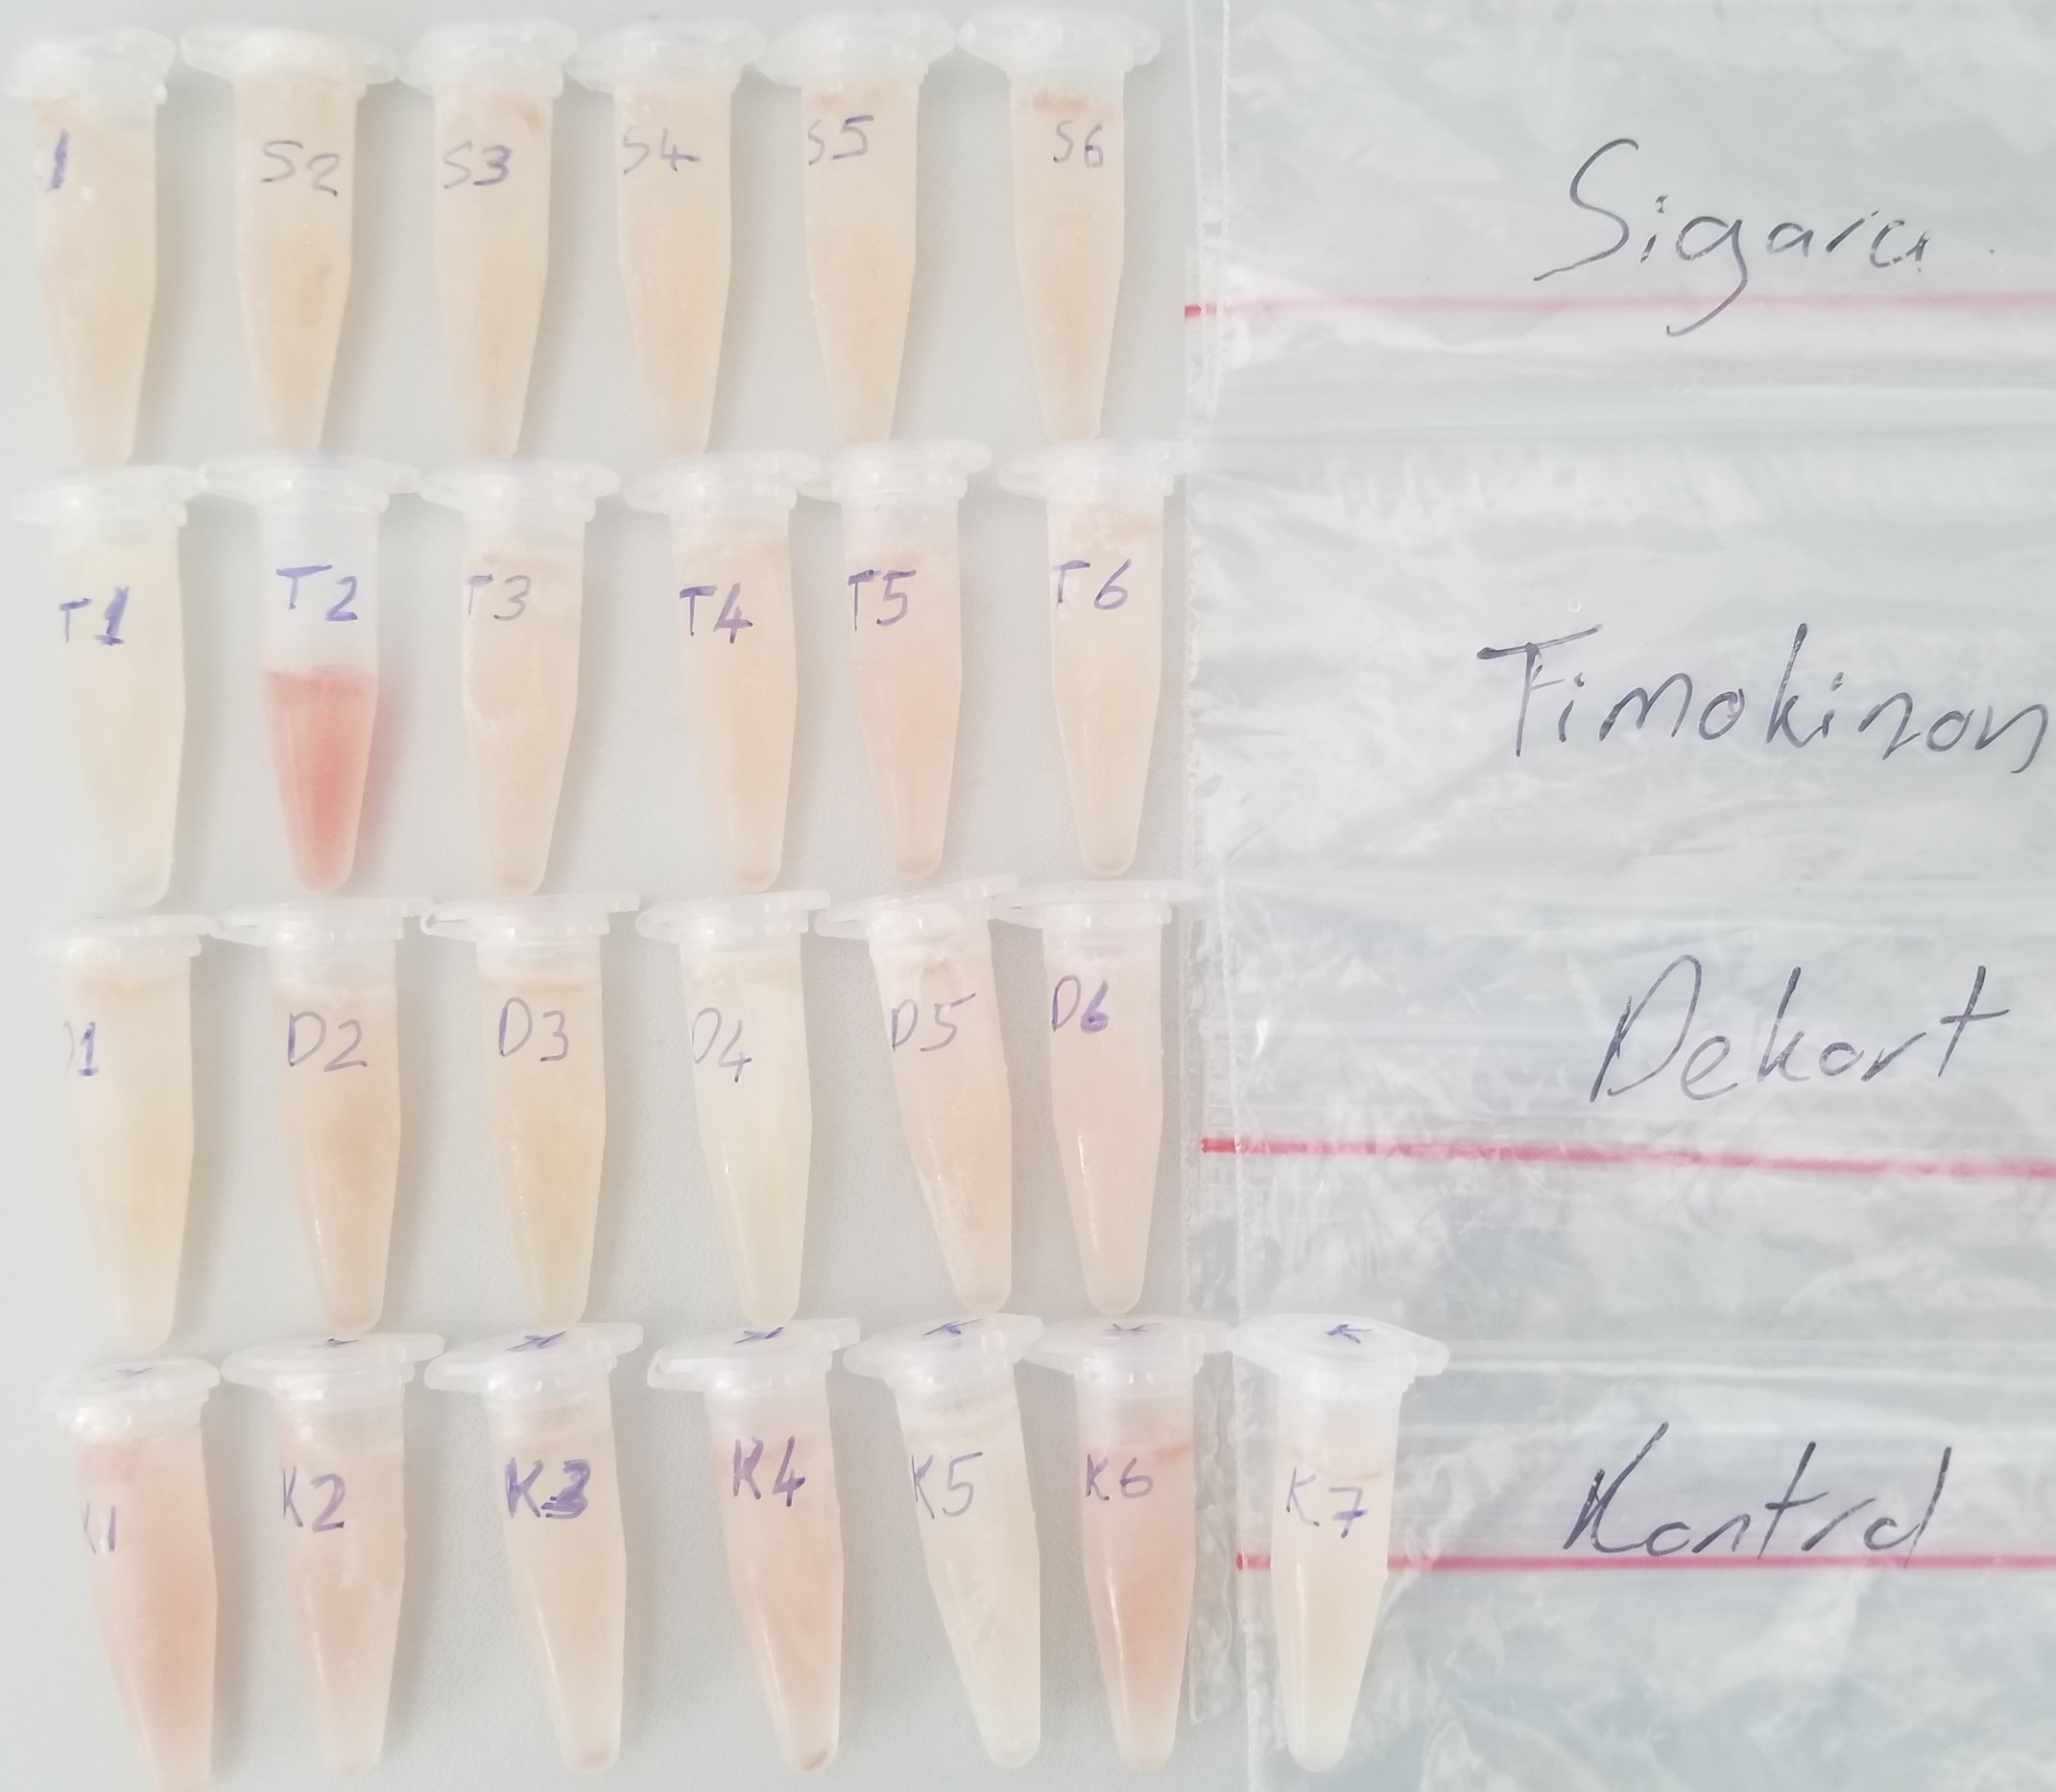 1 S2 S3 S4 S5 S6
Sigara
T1 T2 T3 T4 T5 T6
Timokinon
D1 D2 D3 D4 D5 D6
Dekort
K K K K K
K1 K2 K3 K4 K5 K6 K7
Kontrol